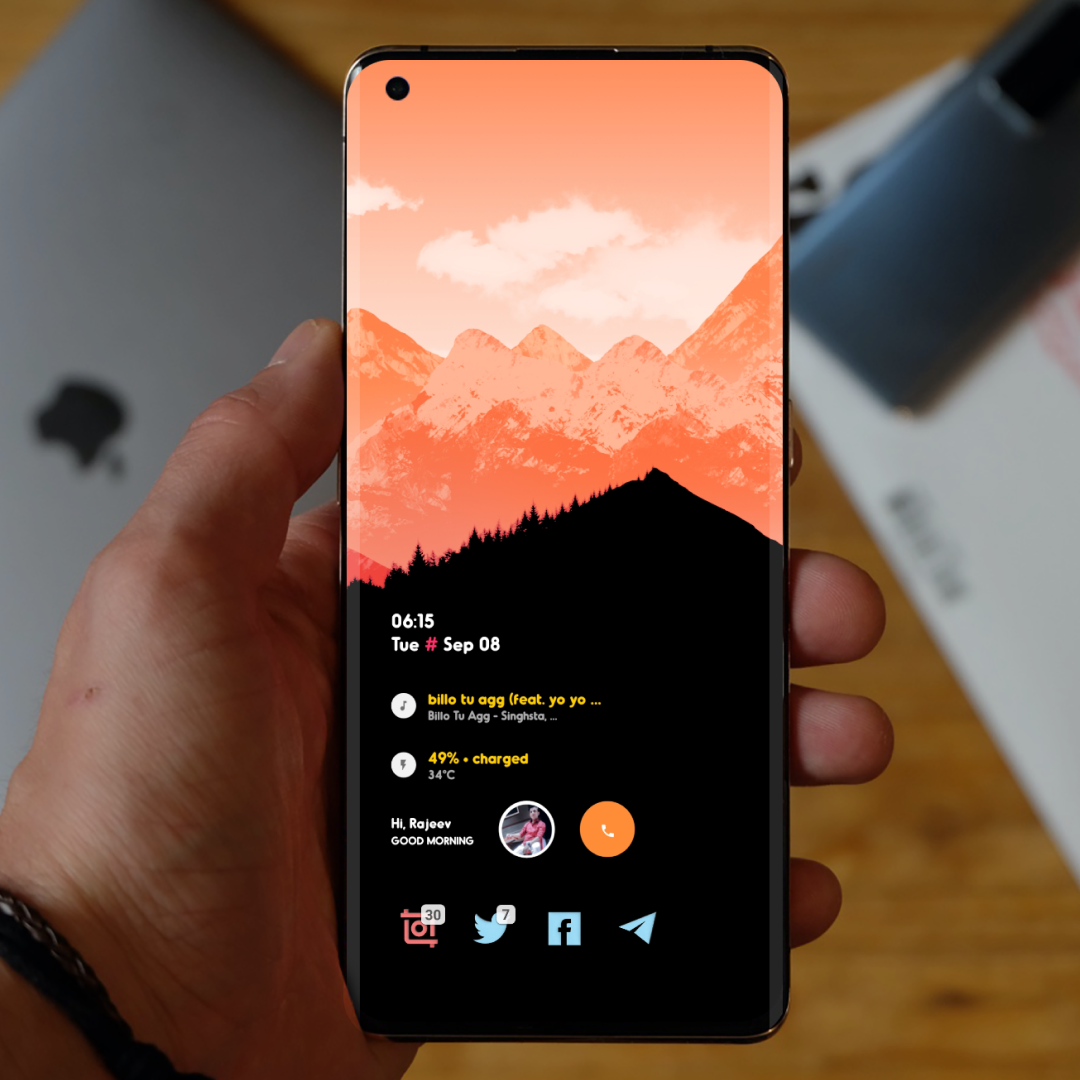 06:15
Tue # Sep 08
billo tu agg (feat. yo yo ...
Billo Tu Agg - Singhsta, ...
49% • charged
34°C
Hi, Rajeev
GOOD MORNING
30
7